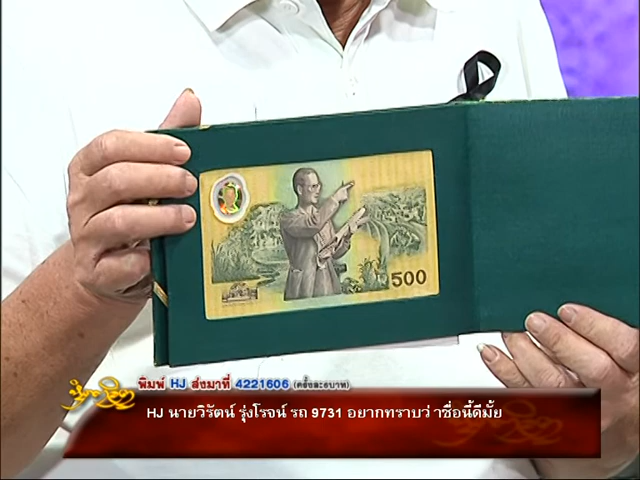 500
พิมพ์ HJ ส่งมาที่ 4221606 (ครั้งละ6บาท)
HJ นายวิรัตน์ รุ่งโรจน์ รถ 9731 อยากทราบว่ าชื่อนี้ดีมั้ย